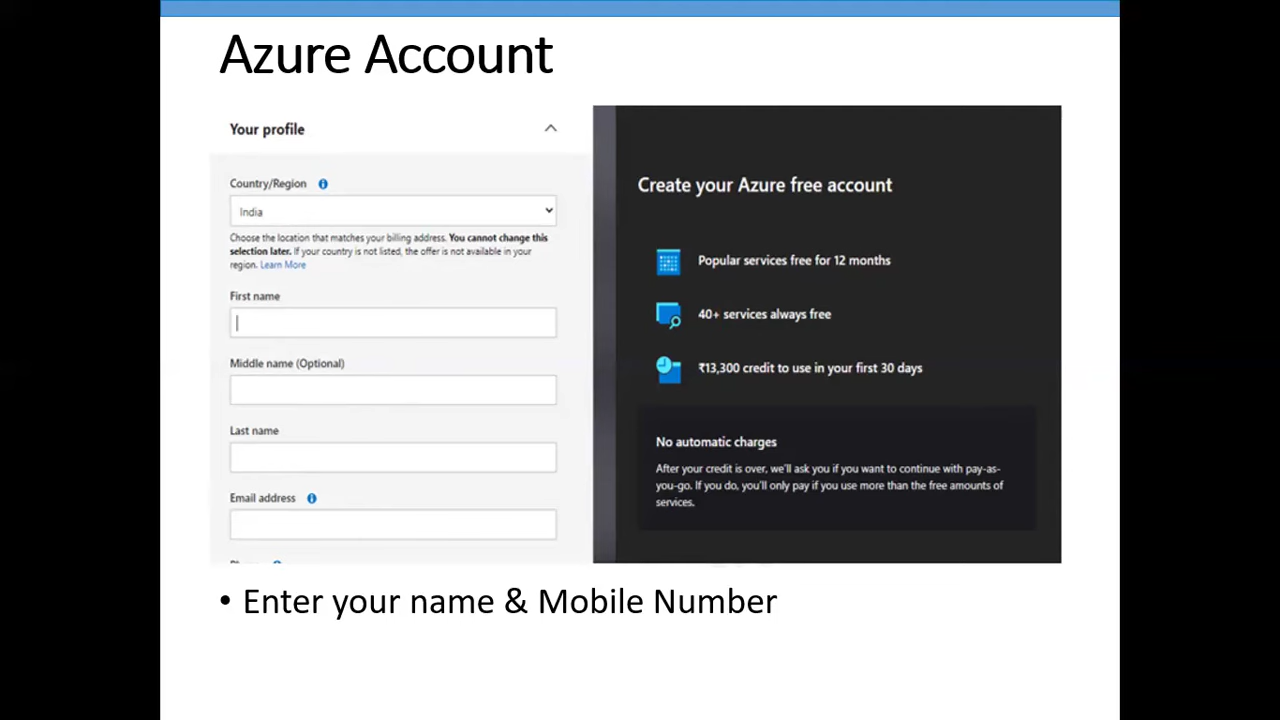 Azure Account
Your profile
Country/Region
India
Choose the location that matches your billing address. You cannot change this
selection later. If your country is not listed, the offer is not available in your
region. Learn More
First name
Middle name (Optional)
Last name
Email address
Create your Azure free account
Popular services free for 12 months
40+ services always free
₹13,300 credit to use in your first 30 days
No automatic charges
After your credit is over, we'll ask you if you want to continue with pay-as-
you-go. If you do, you'll only pay if you use more than the free amounts of
services.
• Enter your name & Mobile Number